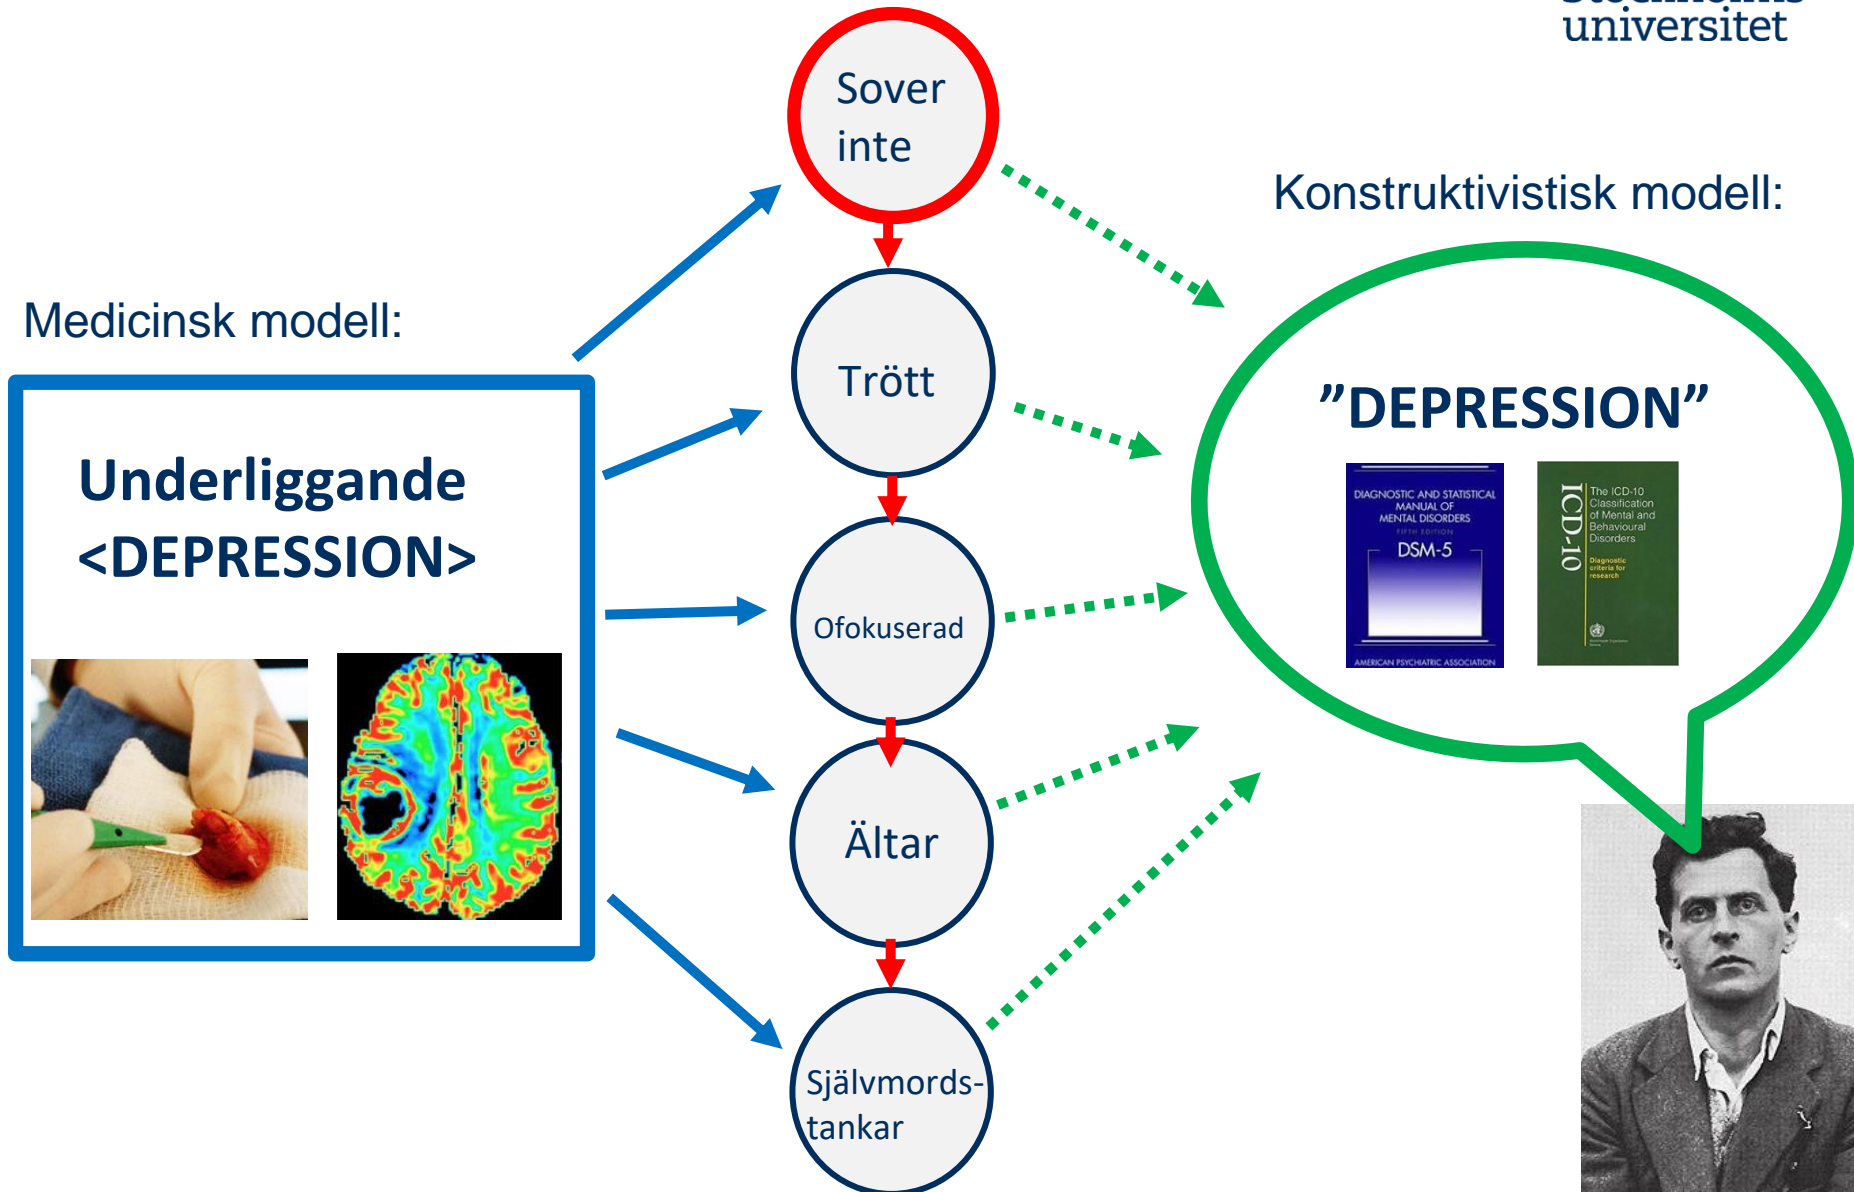 universitet
Sover
inte
Konstruktivistisk modell:
Medicinsk modell:
Trött
”DEPRESSION”
Underliggande
<DEPRESSION>
DIAGNOSTIC AND STATISTICAL
MANUAL OF
MENTAL DISORDERS
FIFTH EDITION
DSM-5
AMERICAN PSYCHIATRIC ASSOCIATION
ICD-10
The ICD-10
Classification
of Mental and
Behavioural
Disorders
Diagnostic
criteria for
research
Ofokuserad
Ältar
Självmords-
tankar